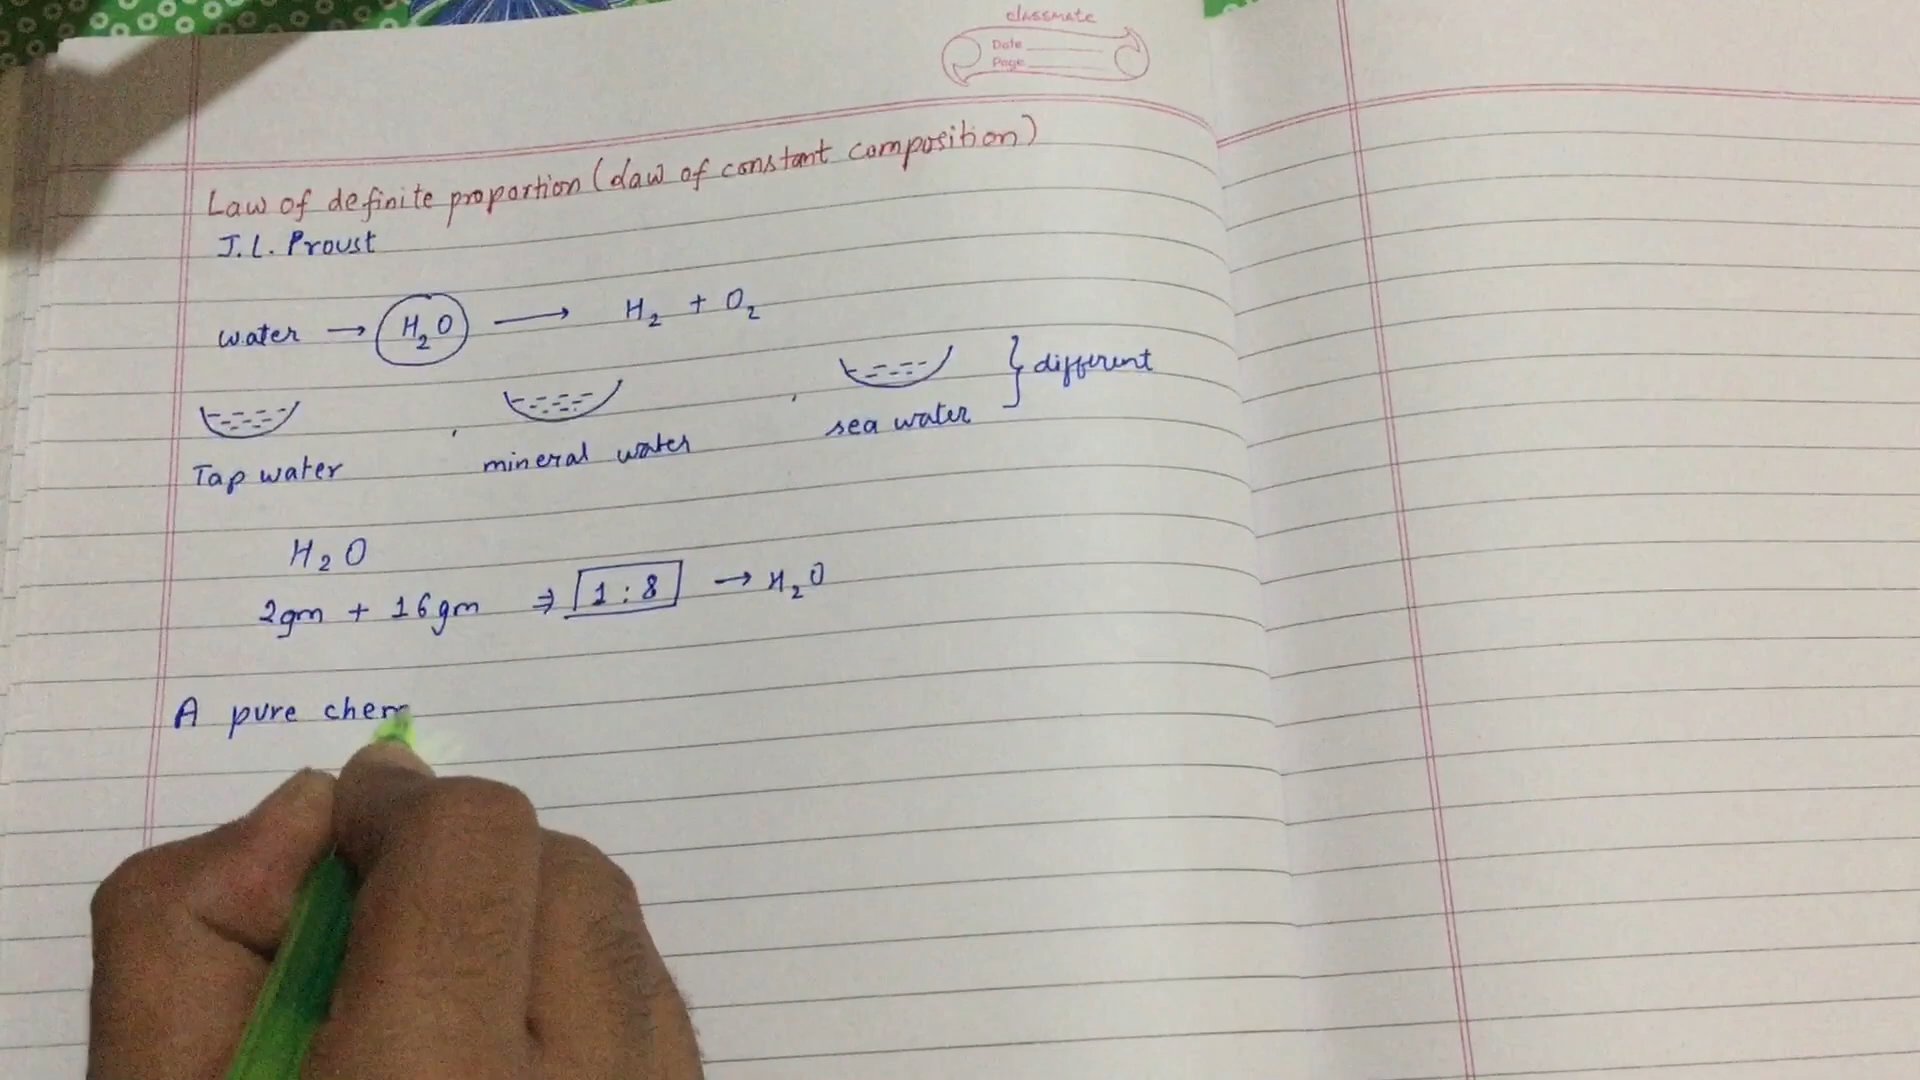 classmate
Date
Page
Law of definite proportion (Law of constant composition)
J.L. Proust
water → H₂O → H₂ + O₂
Tap water , mineral water , sea water } different
H₂O
2gm + 16gm ⇒ 1 : 8 → H₂O
A pure chem